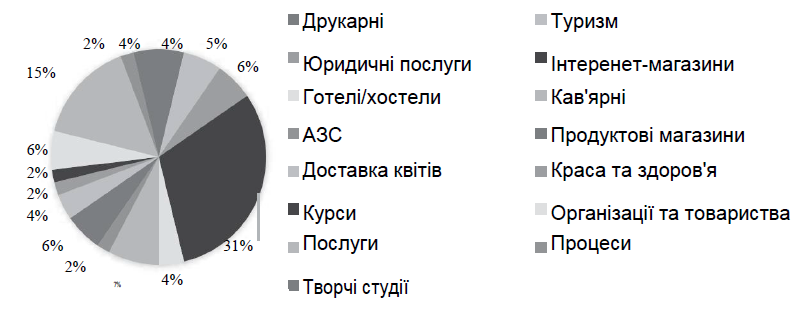 Друкарні
Туризм
Юридичні послуги
Інтеренет-магазини
Готелі/хостели
Кав'ярні
АЗС
Продуктові магазини
Доставка квітів
Краса та здоров'я
Курси
Організації та товариства
Послуги
Процеси
Творчі студії
2%
4%
4%
5%
6%
15%
6%
2%
2%
4%
6%
2%
7%
4%
31%